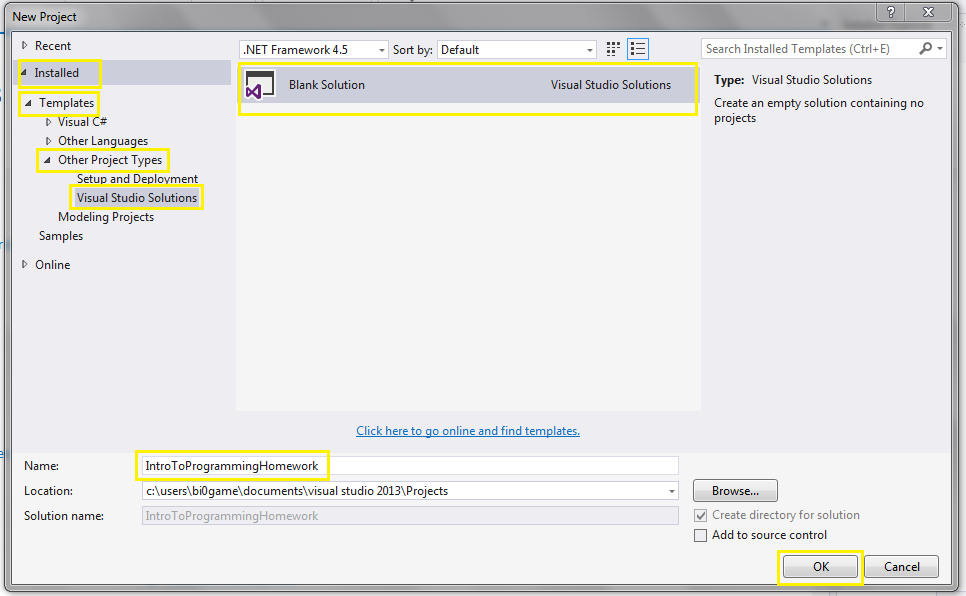 New Project
Recent
Installed
Templates
Visual C#
Other Languages
Other Project Types
Setup and Deployment
Visual Studio Solutions
Modeling Projects
Samples
Online
.NET Framework 4.5 Sort by: Default
Blank Solution Visual Studio Solutions
Click here to go online and find templates.
Search Installed Templates (Ctrl+E)
Type: Visual Studio Solutions
Create an empty solution containing no
projects
Name: IntroToProgrammingHomework
Location: c:\users\bi0game\documents\visual studio 2013\Projects
Browse...
Solution name: IntroToProgrammingHomework
Create directory for solution
Add to source control
OK Cancel